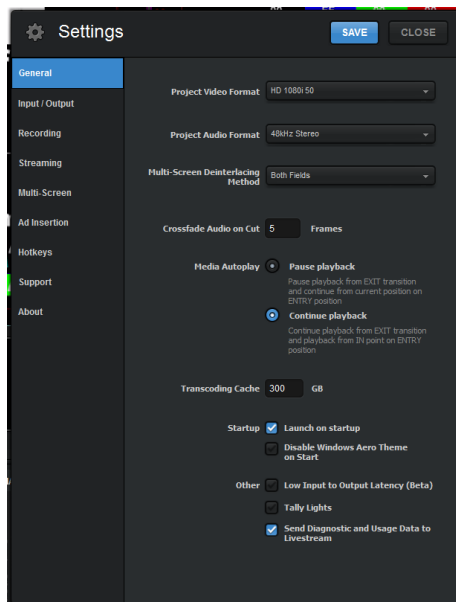 Settings
SAVE
CLOSE
General
Input / Output
Recording
Streaming
Multi-Screen
Ad Insertion
Hotkeys
Support
About
Project Video Format
HD 1080i 50
Project Audio Format
48kHz Stereo
Multi-Screen Deinterlacing
Method
Both Fields
Crossfade Audio on Cut
5
Frames
Media Autoplay
Pause playback
Pause playback from EXIT transition
and continue from current position on
ENTRY position
Continue playback
Continue playback from EXIT transition
and playback from IN point on ENTRY
position
Transcoding Cache
300
GB
Startup
Launch on startup
Disable Windows Aero Theme
on Start
Other
Low Input to Output Latency (Beta)
Tally Lights
Send Diagnostic and Usage Data to
Livestream